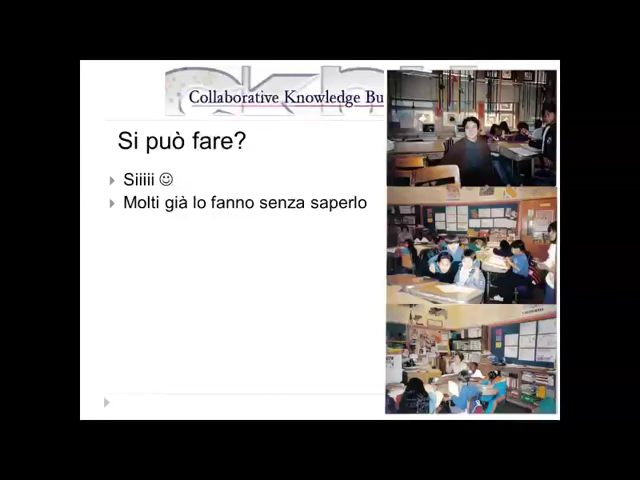 Collaborative Knowledge Bu
Si può fare?
Siiiii ☺
Molti già lo fanno senza saperlo